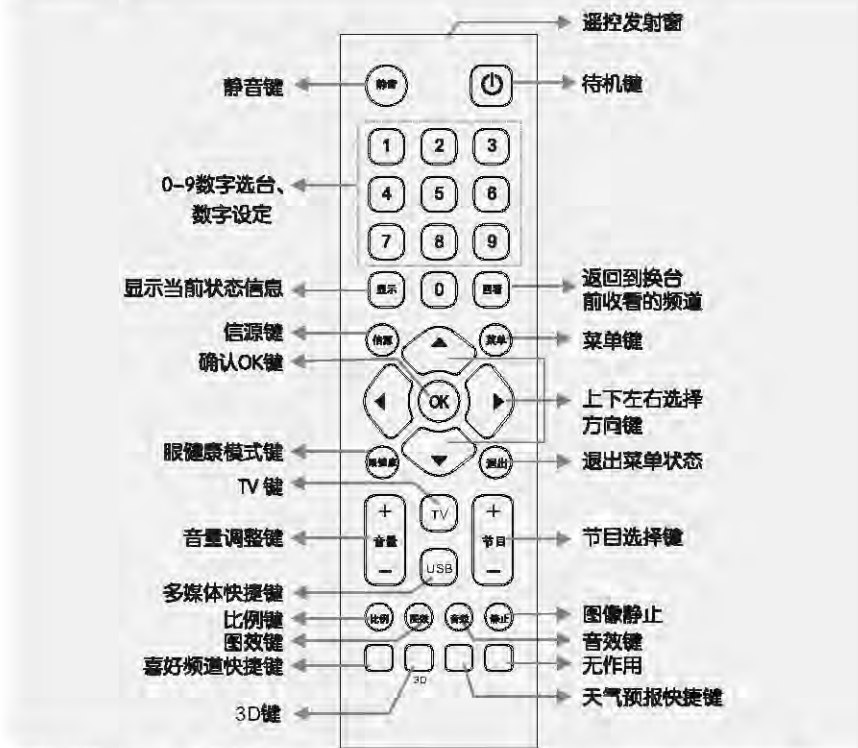 遥控发射窗
静音键
静音
待机键
1 2 3
0-9数字选台、
数字设定
4 5 6
7 8 9
显示当前状态信息
显示
0
回看
返回到换台
前收看的频道
信源键
信源
菜单
菜单键
确认OK键
OK
上下左右选择
方向键
眼健康模式键
眼健康
退出
退出菜单状态
TV 键
TV
音量调整键
+
音量
−
+
节目
−
节目选择键
USB
多媒体快捷键
比例键
比例
图效
音效
静止
图像静止
图效键
音效键
喜好频道快捷键
无作用
3D
天气预报快捷键
3D键